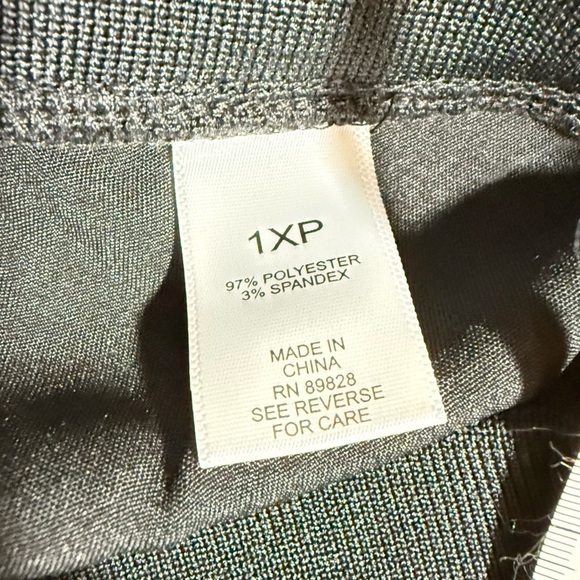 1XP
97% POLYESTER
3% SPANDEX
MADE IN
CHINA
RN 89828
SEE REVERSE
FOR CARE